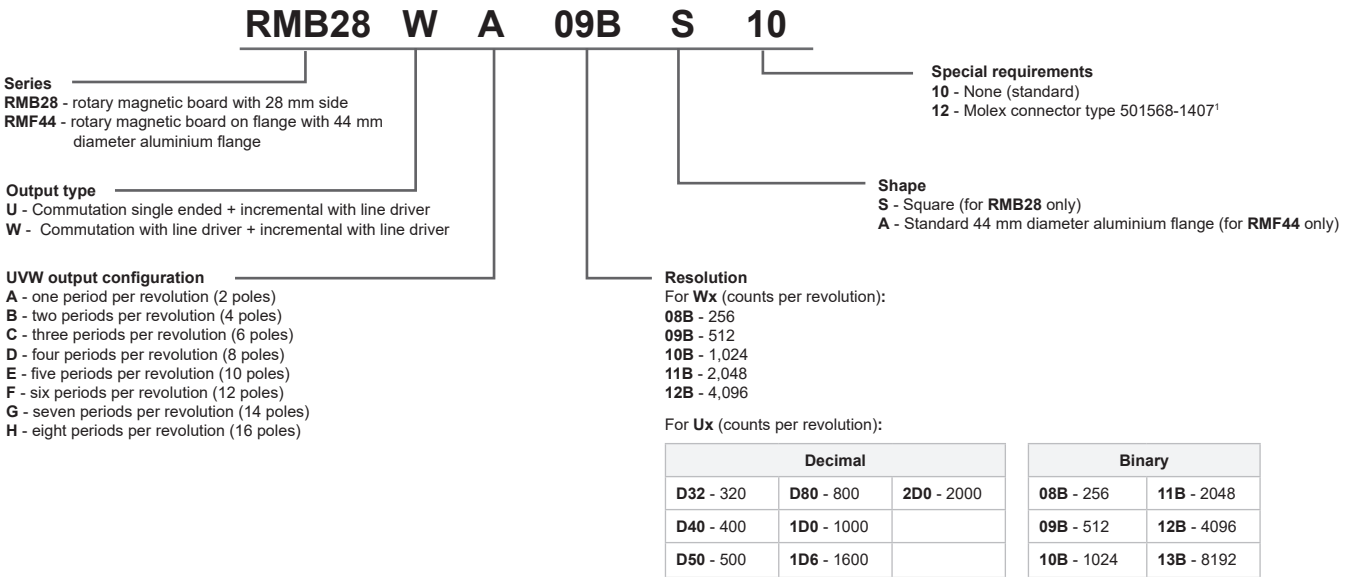 RMB28 W A 09B S 10
Series
RMB28 - rotary magnetic board with 28 mm side
RMF44 - rotary magnetic board on flange with 44 mm
diameter aluminium flange
Output type
U - Commutation single ended + incremental with line driver
W - Commutation with line driver + incremental with line driver
UVW output configuration
A - one period per revolution (2 poles)
B - two periods per revolution (4 poles)
C - three periods per revolution (6 poles)
D - four periods per revolution (8 poles)
E - five periods per revolution (10 poles)
F - six periods per revolution (12 poles)
G - seven periods per revolution (14 poles)
H - eight periods per revolution (16 poles)
Special requirements
10 - None (standard)
12 - Molex connector type 501568-1407¹
Shape
S - Square (for RMB28 only)
A - Standard 44 mm diameter aluminium flange (for RMF44 only)
Resolution
For Wx (counts per revolution):
08B - 256
09B - 512
10B - 1,024
11B - 2,048
12B - 4,096
For Ux (counts per revolution):
Decimal
D32 - 320 D80 - 800 2D0 - 2000
D40 - 400 1D0 - 1000
D50 - 500 1D6 - 1600
Binary
08B - 256 11B - 2048
09B - 512 12B - 4096
10B - 1024 13B - 8192